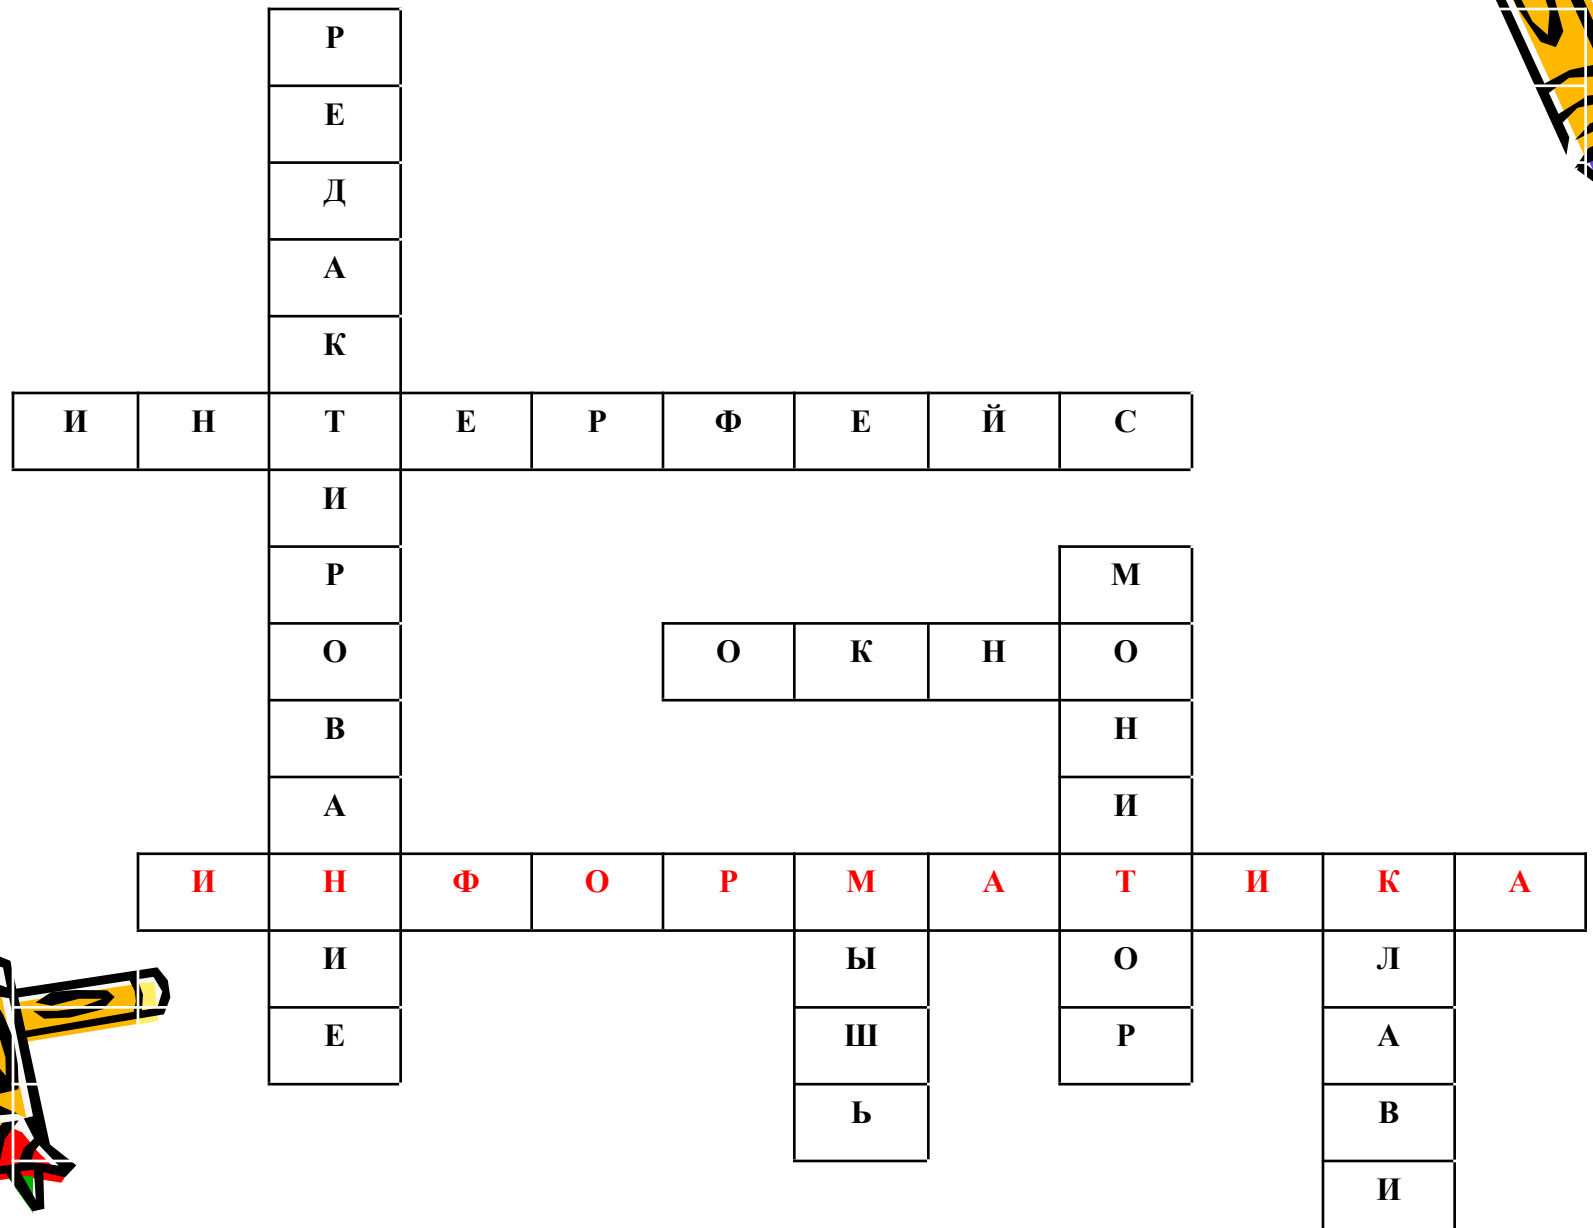 Р
Е
Д
А
К
И Н Т Е Р Ф Е Й С
И
Р М
О О К Н О
В Н
А И
И Н Ф О Р М А Т И К А
И Ы О Л
Е Ш Р А
Ь В
И